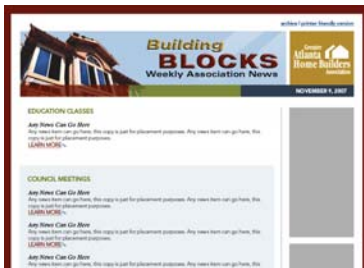 archive | printer friendly version
Building
BLOCKS
Weekly Association News
Greater
Atlanta
Home Builders
Association
NOVEMBER 9, 2007
EDUCATION CLASSES
Any News Can Go Here
Any news item can go here, this copy is just for placement purposes. Any news item can go here, this
copy is just for placement purposes.
LEARN MORE
COUNCIL MEETINGS
Any News Can Go Here
Any news item can go here, this copy is just for placement purposes. Any news item can go here, this
copy is just for placement purposes.
LEARN MORE
Any News Can Go Here
Any news item can go here, this copy is just for placement purposes. Any news item can go here, this
copy is just for placement purposes.
LEARN MORE
Any News Can Go Here
Any news item can go here, this copy is just for placement purposes. Any news item can go here, this